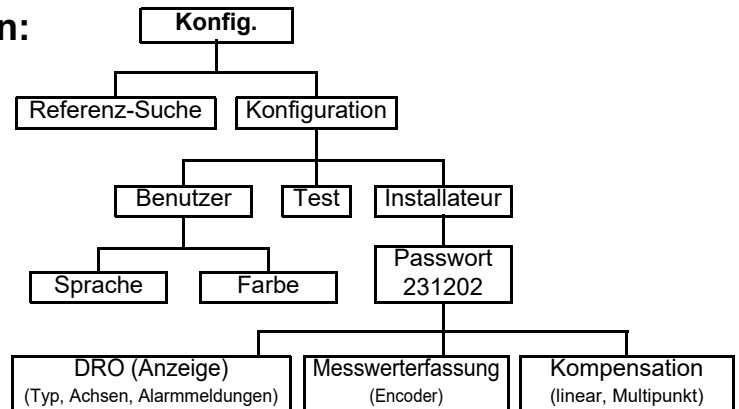 n:
Konfig.
Referenz-Suche
Konfiguration
Benutzer
Test
Installateur
Passwort
231202
Sprache
Farbe
DRO (Anzeige)
(Typ, Achsen, Alarmmeldungen)
Messwerterfassung
(Encoder)
Kompensation
(linear, Multipunkt)